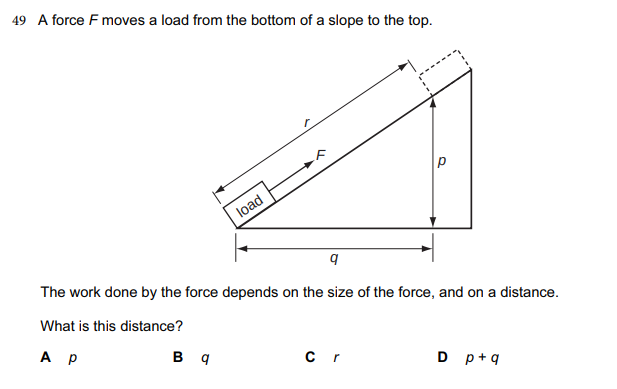 49 A force F moves a load from the bottom of a slope to the top.
r
F
p
load
q
The work done by the force depends on the size of the force, and on a distance.
What is this distance?
A p B q C r D p + q